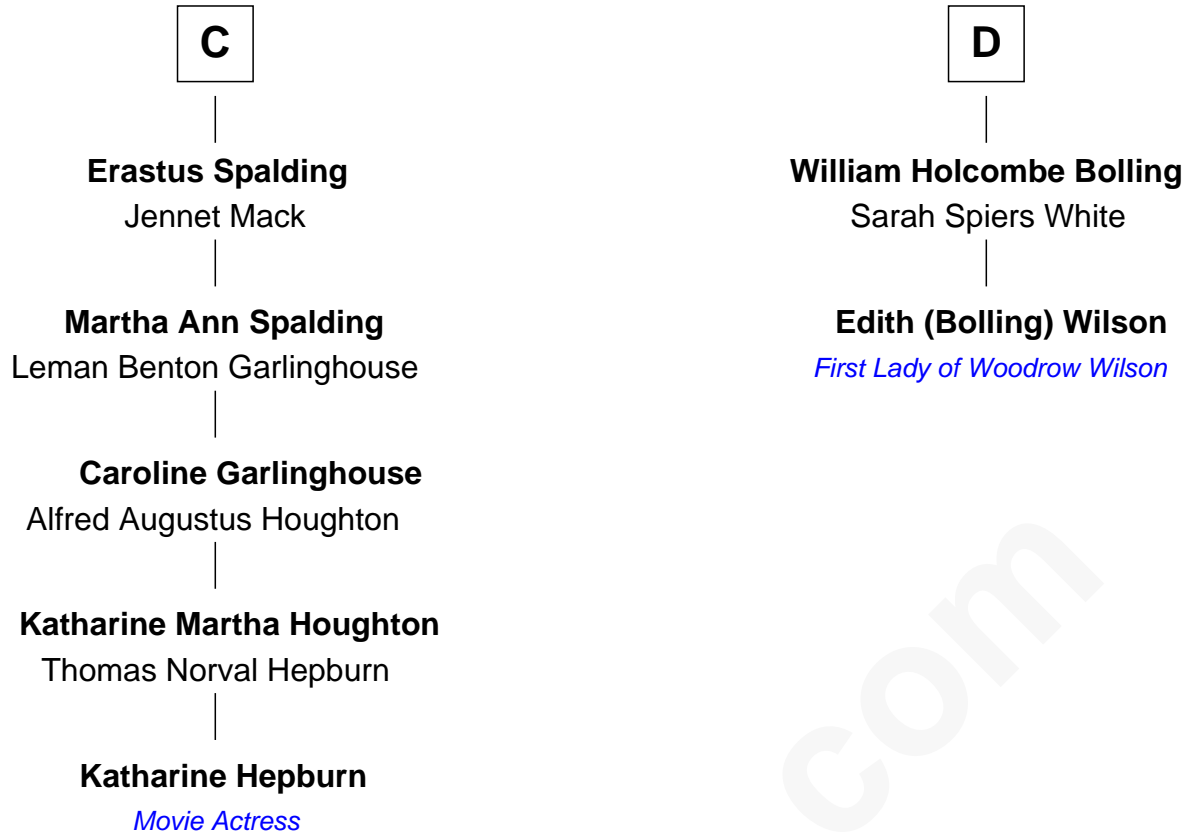 C
Erastus Spalding
Jennet Mack
Martha Ann Spalding
Leman Benton Garlinghouse
Caroline Garlinghouse
Alfred Augustus Houghton
Katharine Martha Houghton
Thomas Norval Hepburn
Katharine Hepburn
Movie Actress
D
William Holcombe Bolling
Sarah Spiers White
Edith (Bolling) Wilson
First Lady of Woodrow Wilson
com